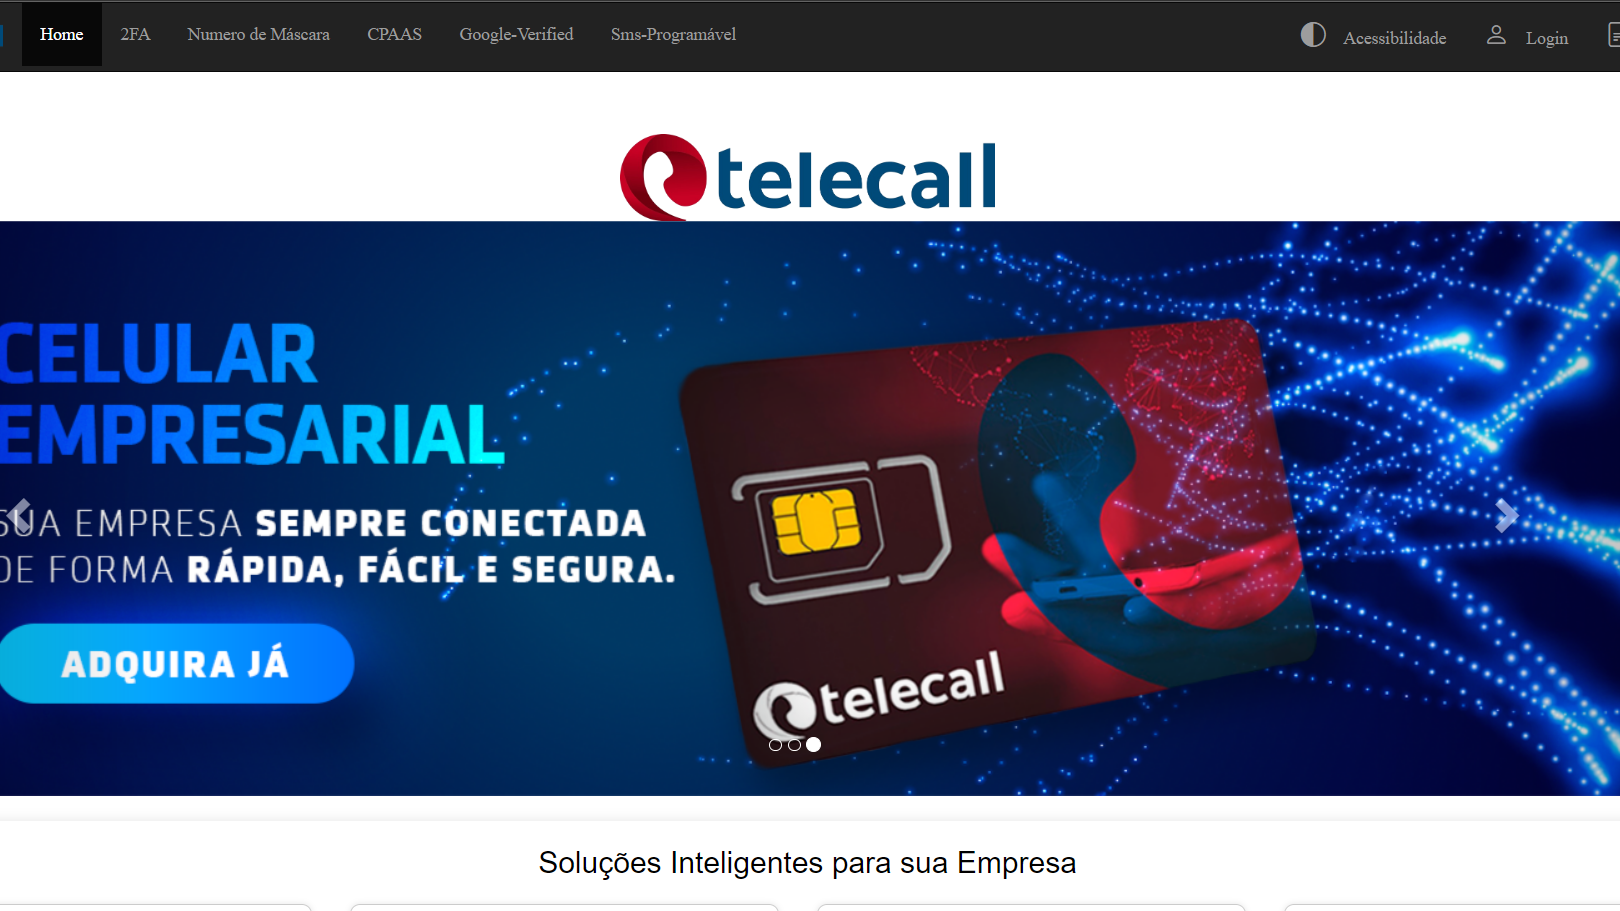 Home 2FA Numero de Máscara CPAAS Google-Verified Sms-Programável Acessibilidade Login
telecall
CELULAR
EMPRESARIAL
SUA EMPRESA SEMPRE CONECTADA
DE FORMA RÁPIDA, FÁCIL E SEGURA.
ADQUIRA JÁ
telecall
Soluções Inteligentes para sua Empresa